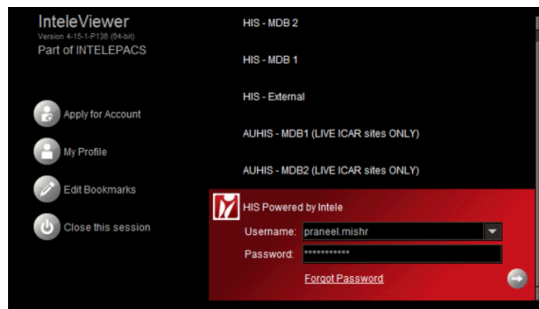 InteleViewer
Version 4-15-1-P136 (64-bit)
Part of INTELEPACS
Apply for Account
My Profile
Edit Bookmarks
Close this session
HIS - MDB 2
HIS - MDB 1
HIS - External
AUHIS - MDB1 (LIVE ICAR sites ONLY)
AUHIS - MDB2 (LIVE ICAR sites ONLY)
HIS Powered by Intele
Username: praneel.mishr
Password: ***********
Forgot Password